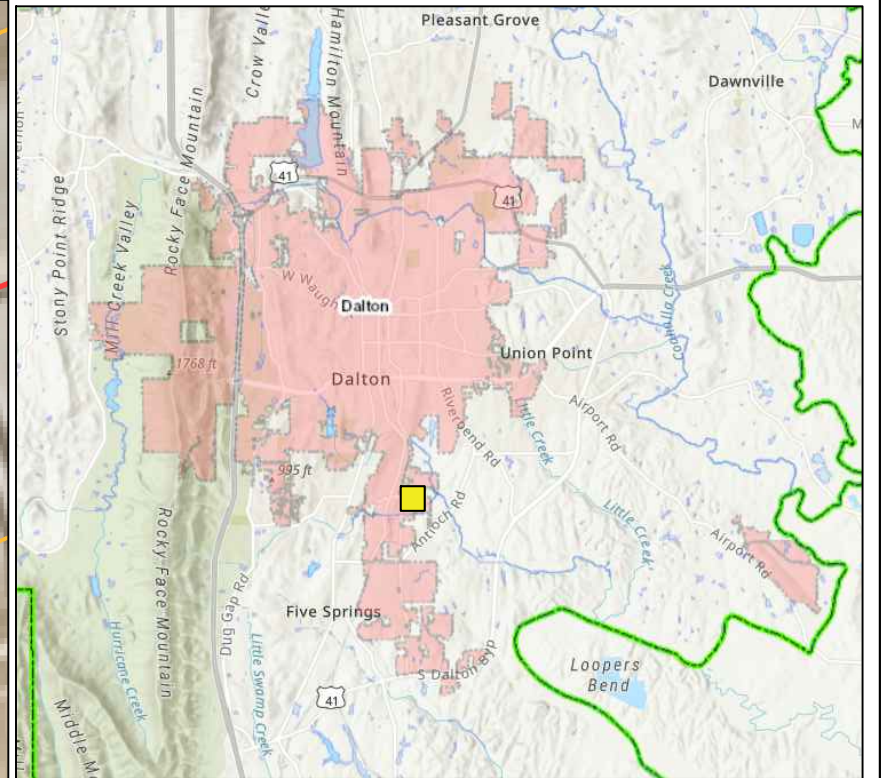 Pleasant Grove
Dawnville
Crow Valle
Hamilton Mountain
Rocky Face Mountain
Stony Point Ridge
Mill Creek Valley
41
41
W Waugh
Dalton
Coahulla Creek
1768 ft
Dalton
Union Point
Riverbend Rd
Little Creek
Airport Rd
995 ft
Antioch Rd
Little Creek
Airport Rd
Rocky Face Mountain
Dug Gap Rd
Five Springs
Hurricane Creek
Little Swamp Creek
S Dalton Byp
Loopers
Bend
41
Middle M